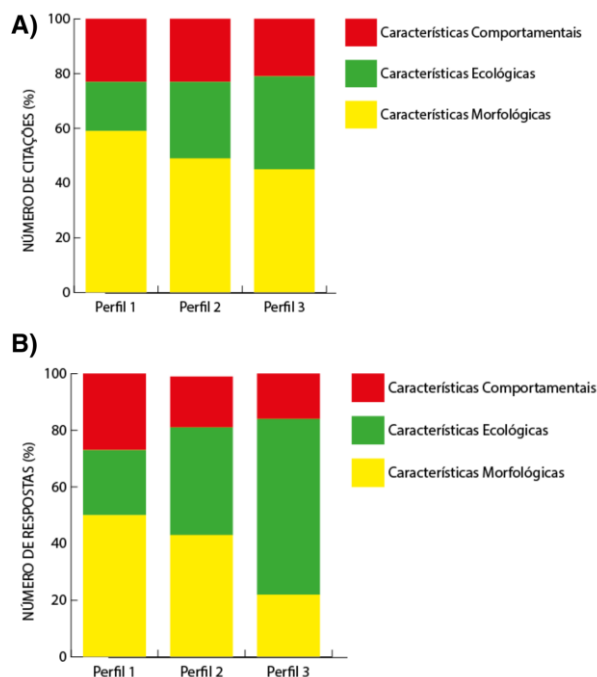 A)
NÚMERO DE CITAÇÕES (%)
100
80
60
40
20
0
Perfil 1
Perfil 2
Perfil 3
Características Comportamentais
Características Ecológicas
Características Morfológicas
B)
NÚMERO DE RESPOSTAS (%)
100
80
60
40
20
0
Perfil 1
Perfil 2
Perfil 3
Características Comportamentais
Características Ecológicas
Características Morfológicas